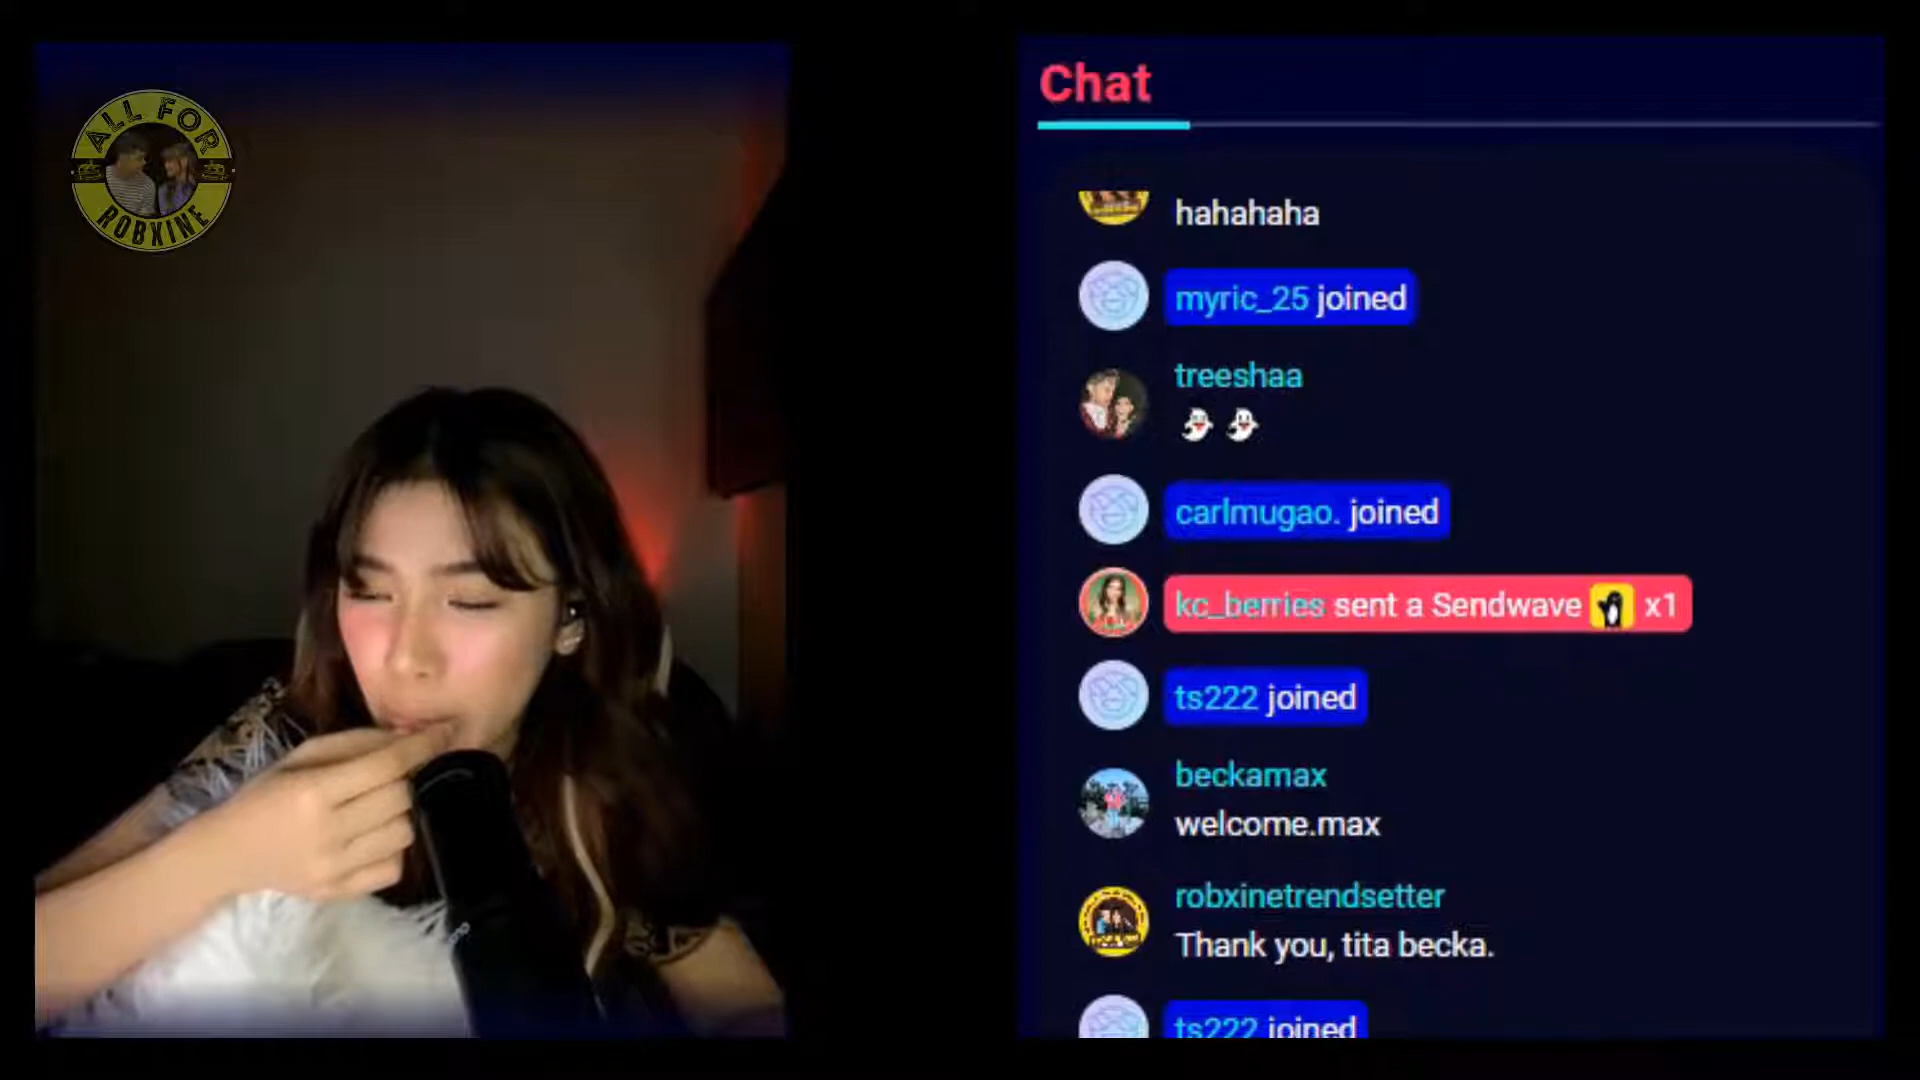 ALL FOR
ROBXINE
Chat
hahahaha
myric_25 joined
treeshaa
carlmugao. joined
kc_berries sent a Sendwave x1
ts222 joined
beckamax
welcome.max
robxinetrendsetter
Thank you, tita becka.
ts222 joined